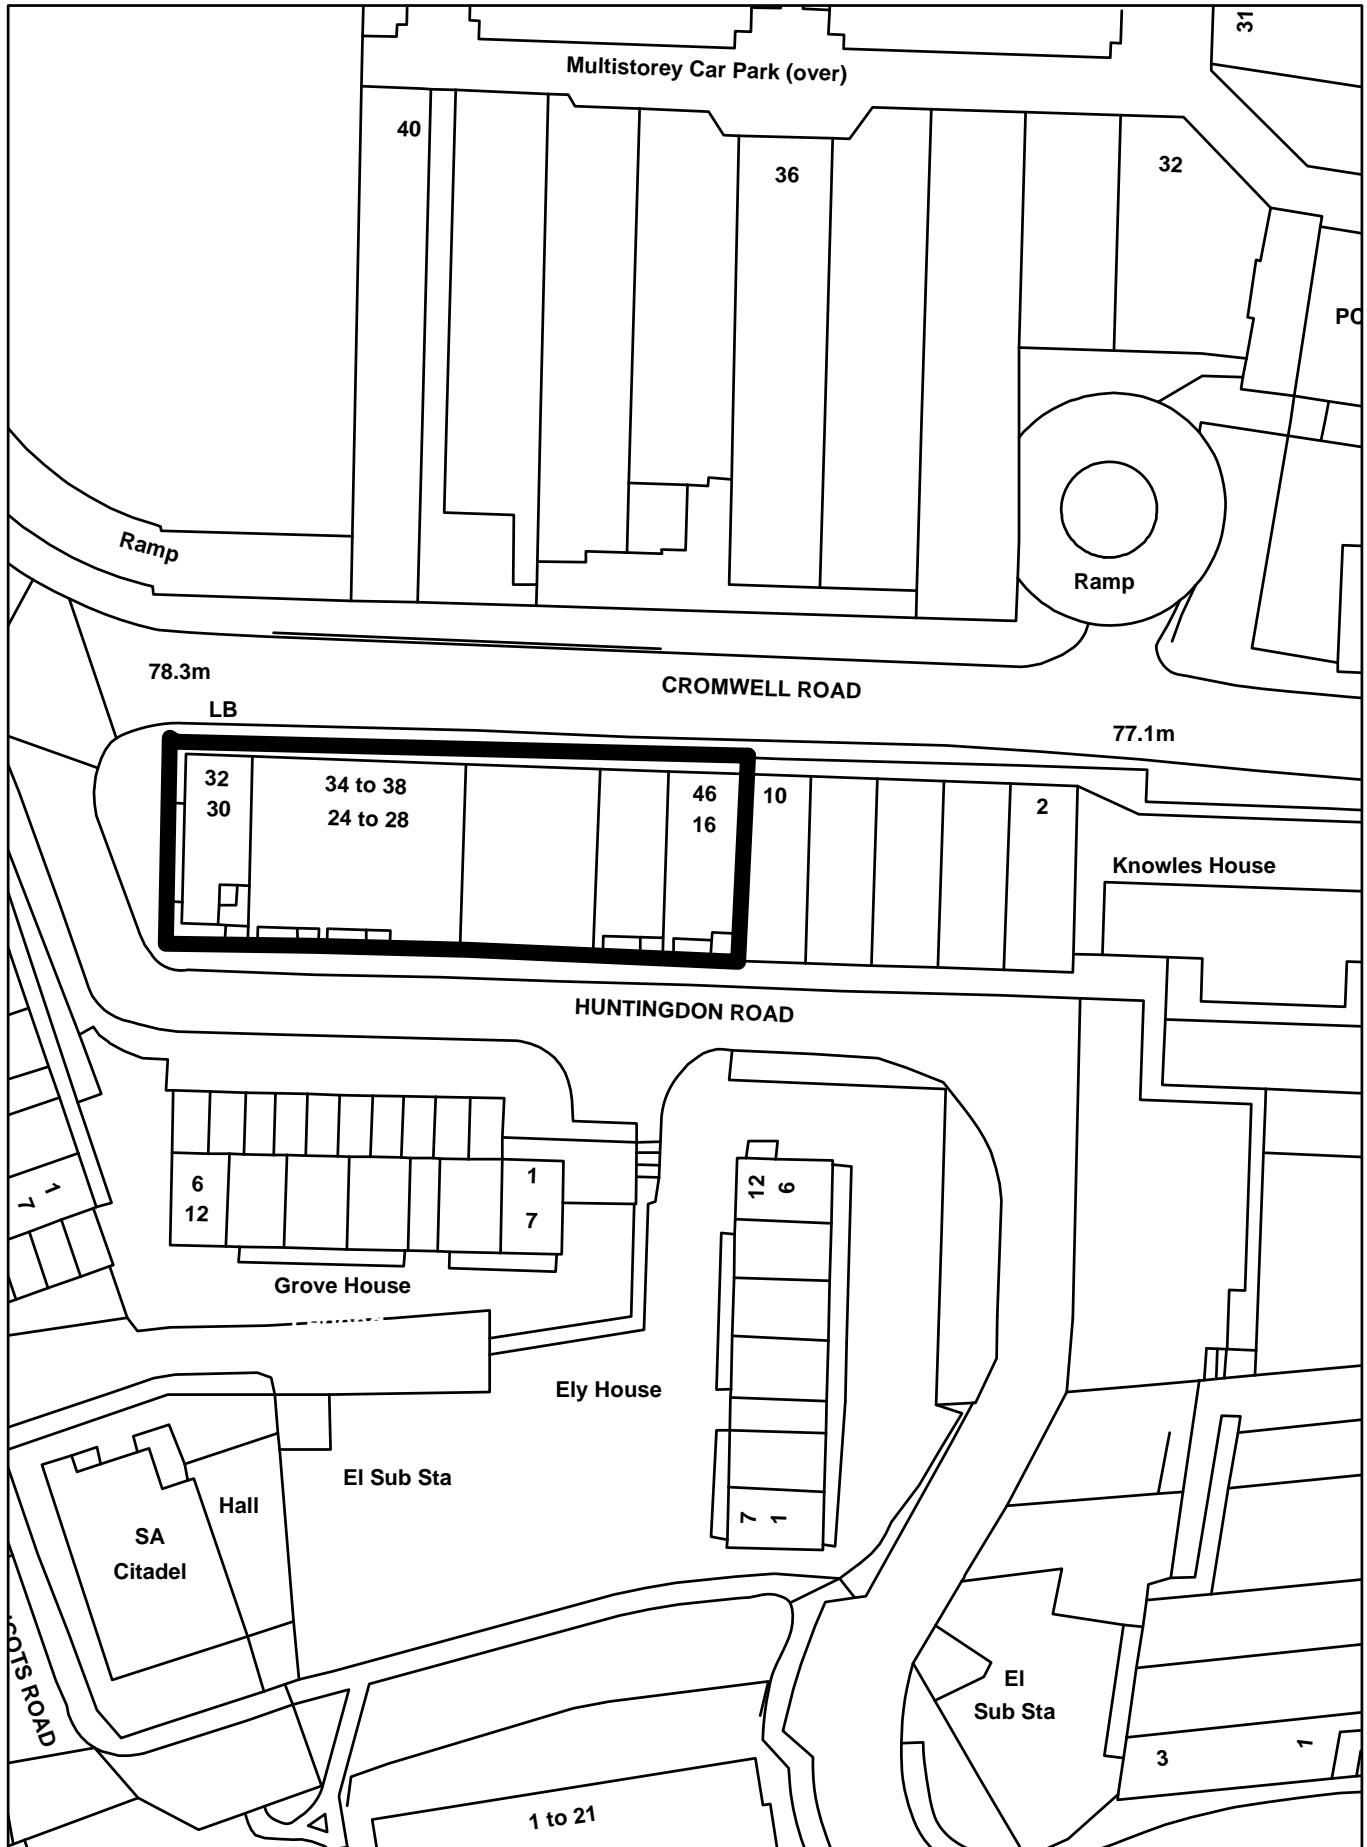 31
Multistorey Car Park (over)
40
36
32
PO
Ramp
Ramp
78.3m
CROMWELL ROAD
LB
77.1m
32
34 to 38
46
10
2
30
24 to 28
16
Knowles House
HUNTINGDON ROAD
1
7
6
12
1
7
12
6
Grove House
Ely House
El Sub Sta
7
1
Hall
SA
Citadel
COTS ROAD
El
Sub Sta
3
1
1 to 21